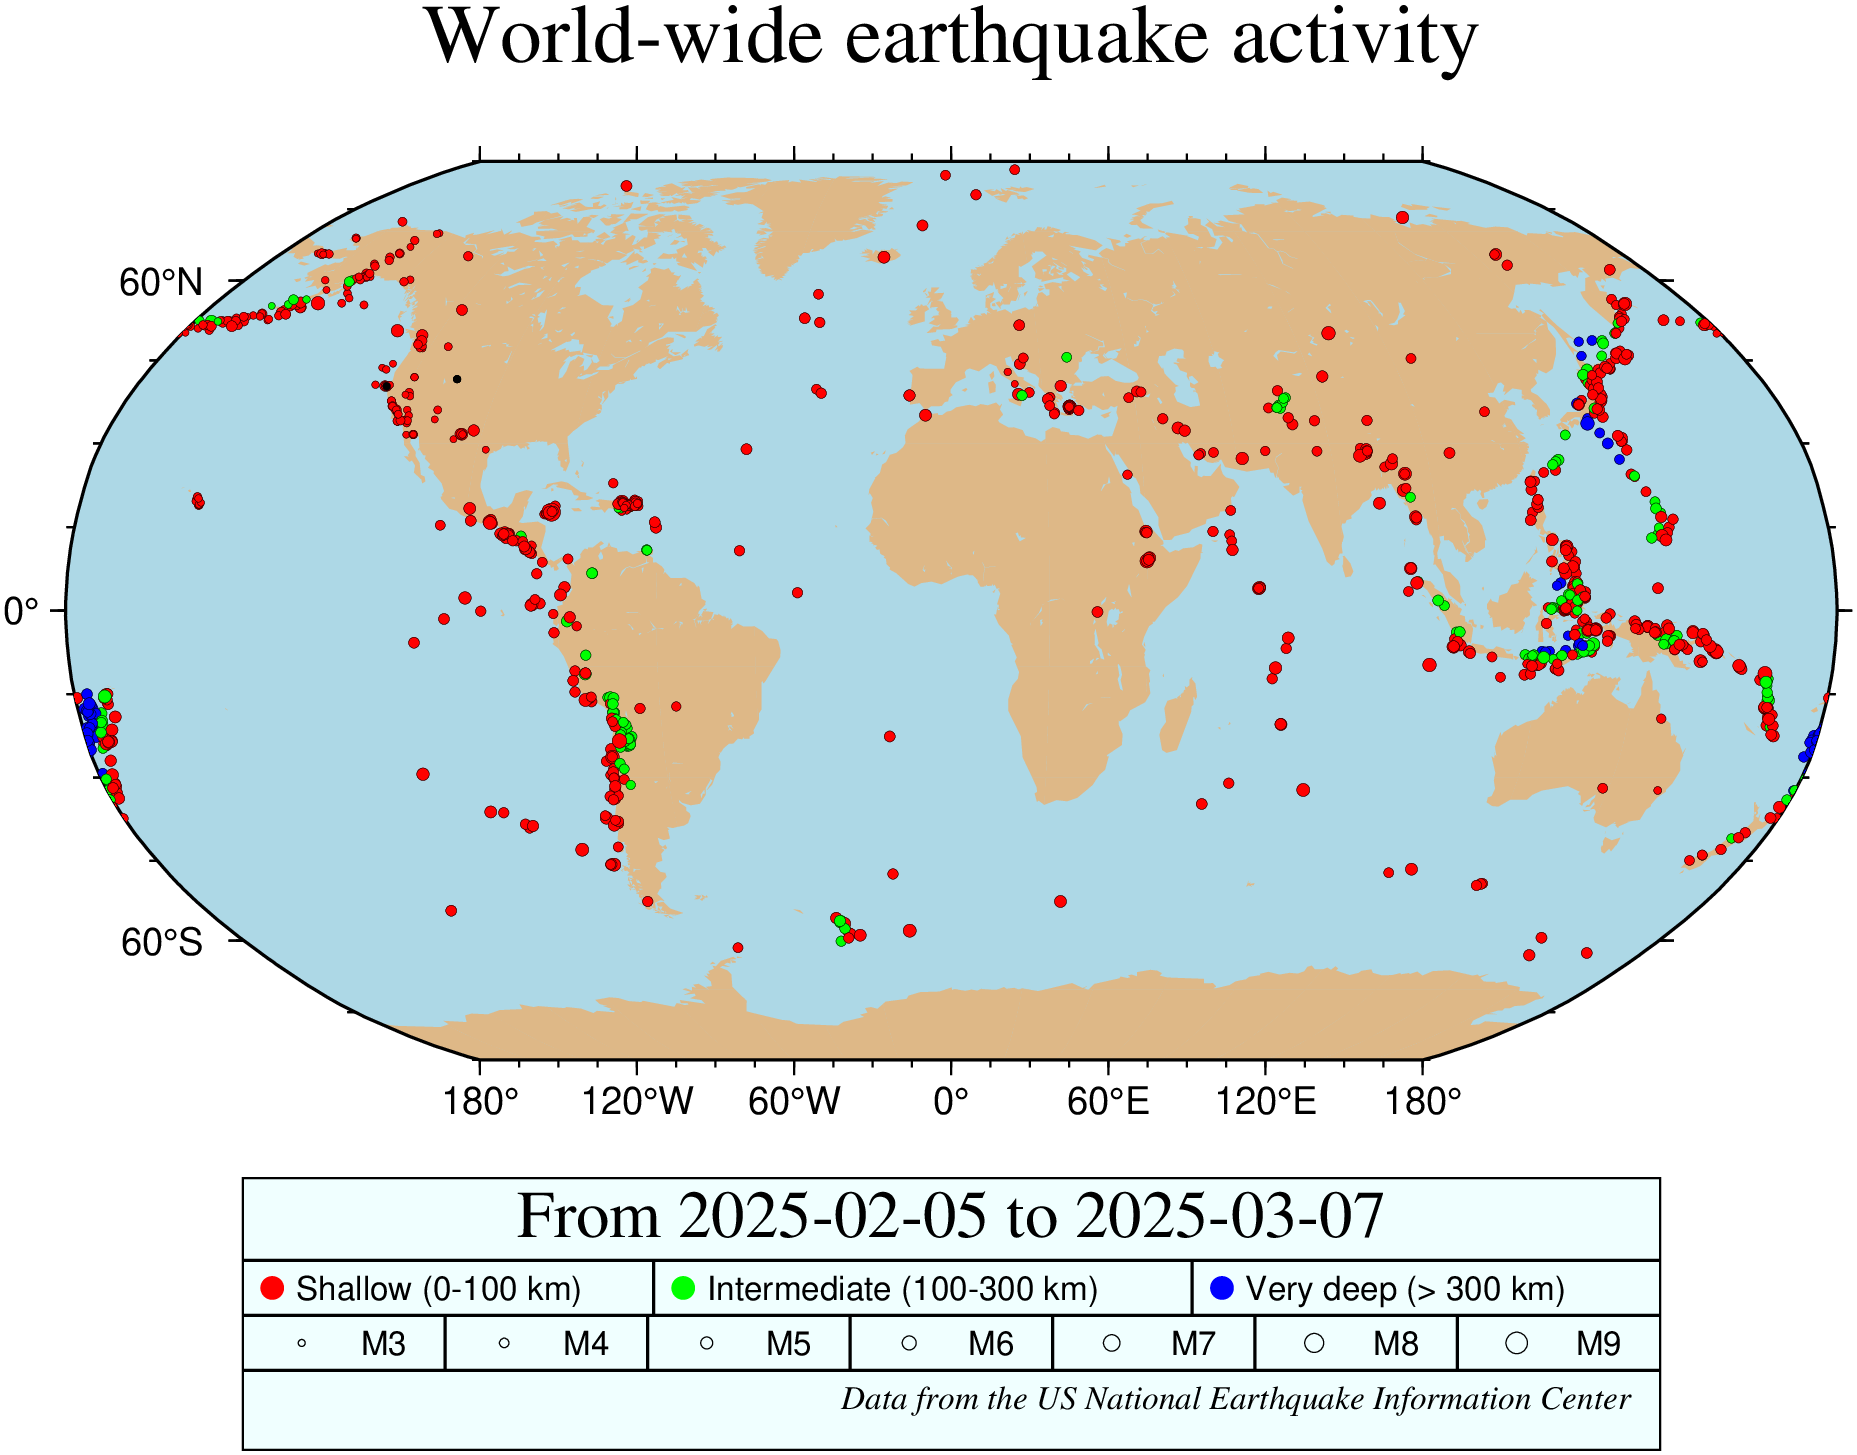 World-wide earthquake activity
60°N
0°
60°S
180° 120°W 60°W 0° 60°E 120°E 180°
From 2025-02-05 to 2025-03-07
Shallow (0-100 km) Intermediate (100-300 km) Very deep (> 300 km)
M3 M4 M5 M6 M7 M8 M9
Data from the US National Earthquake Information Center